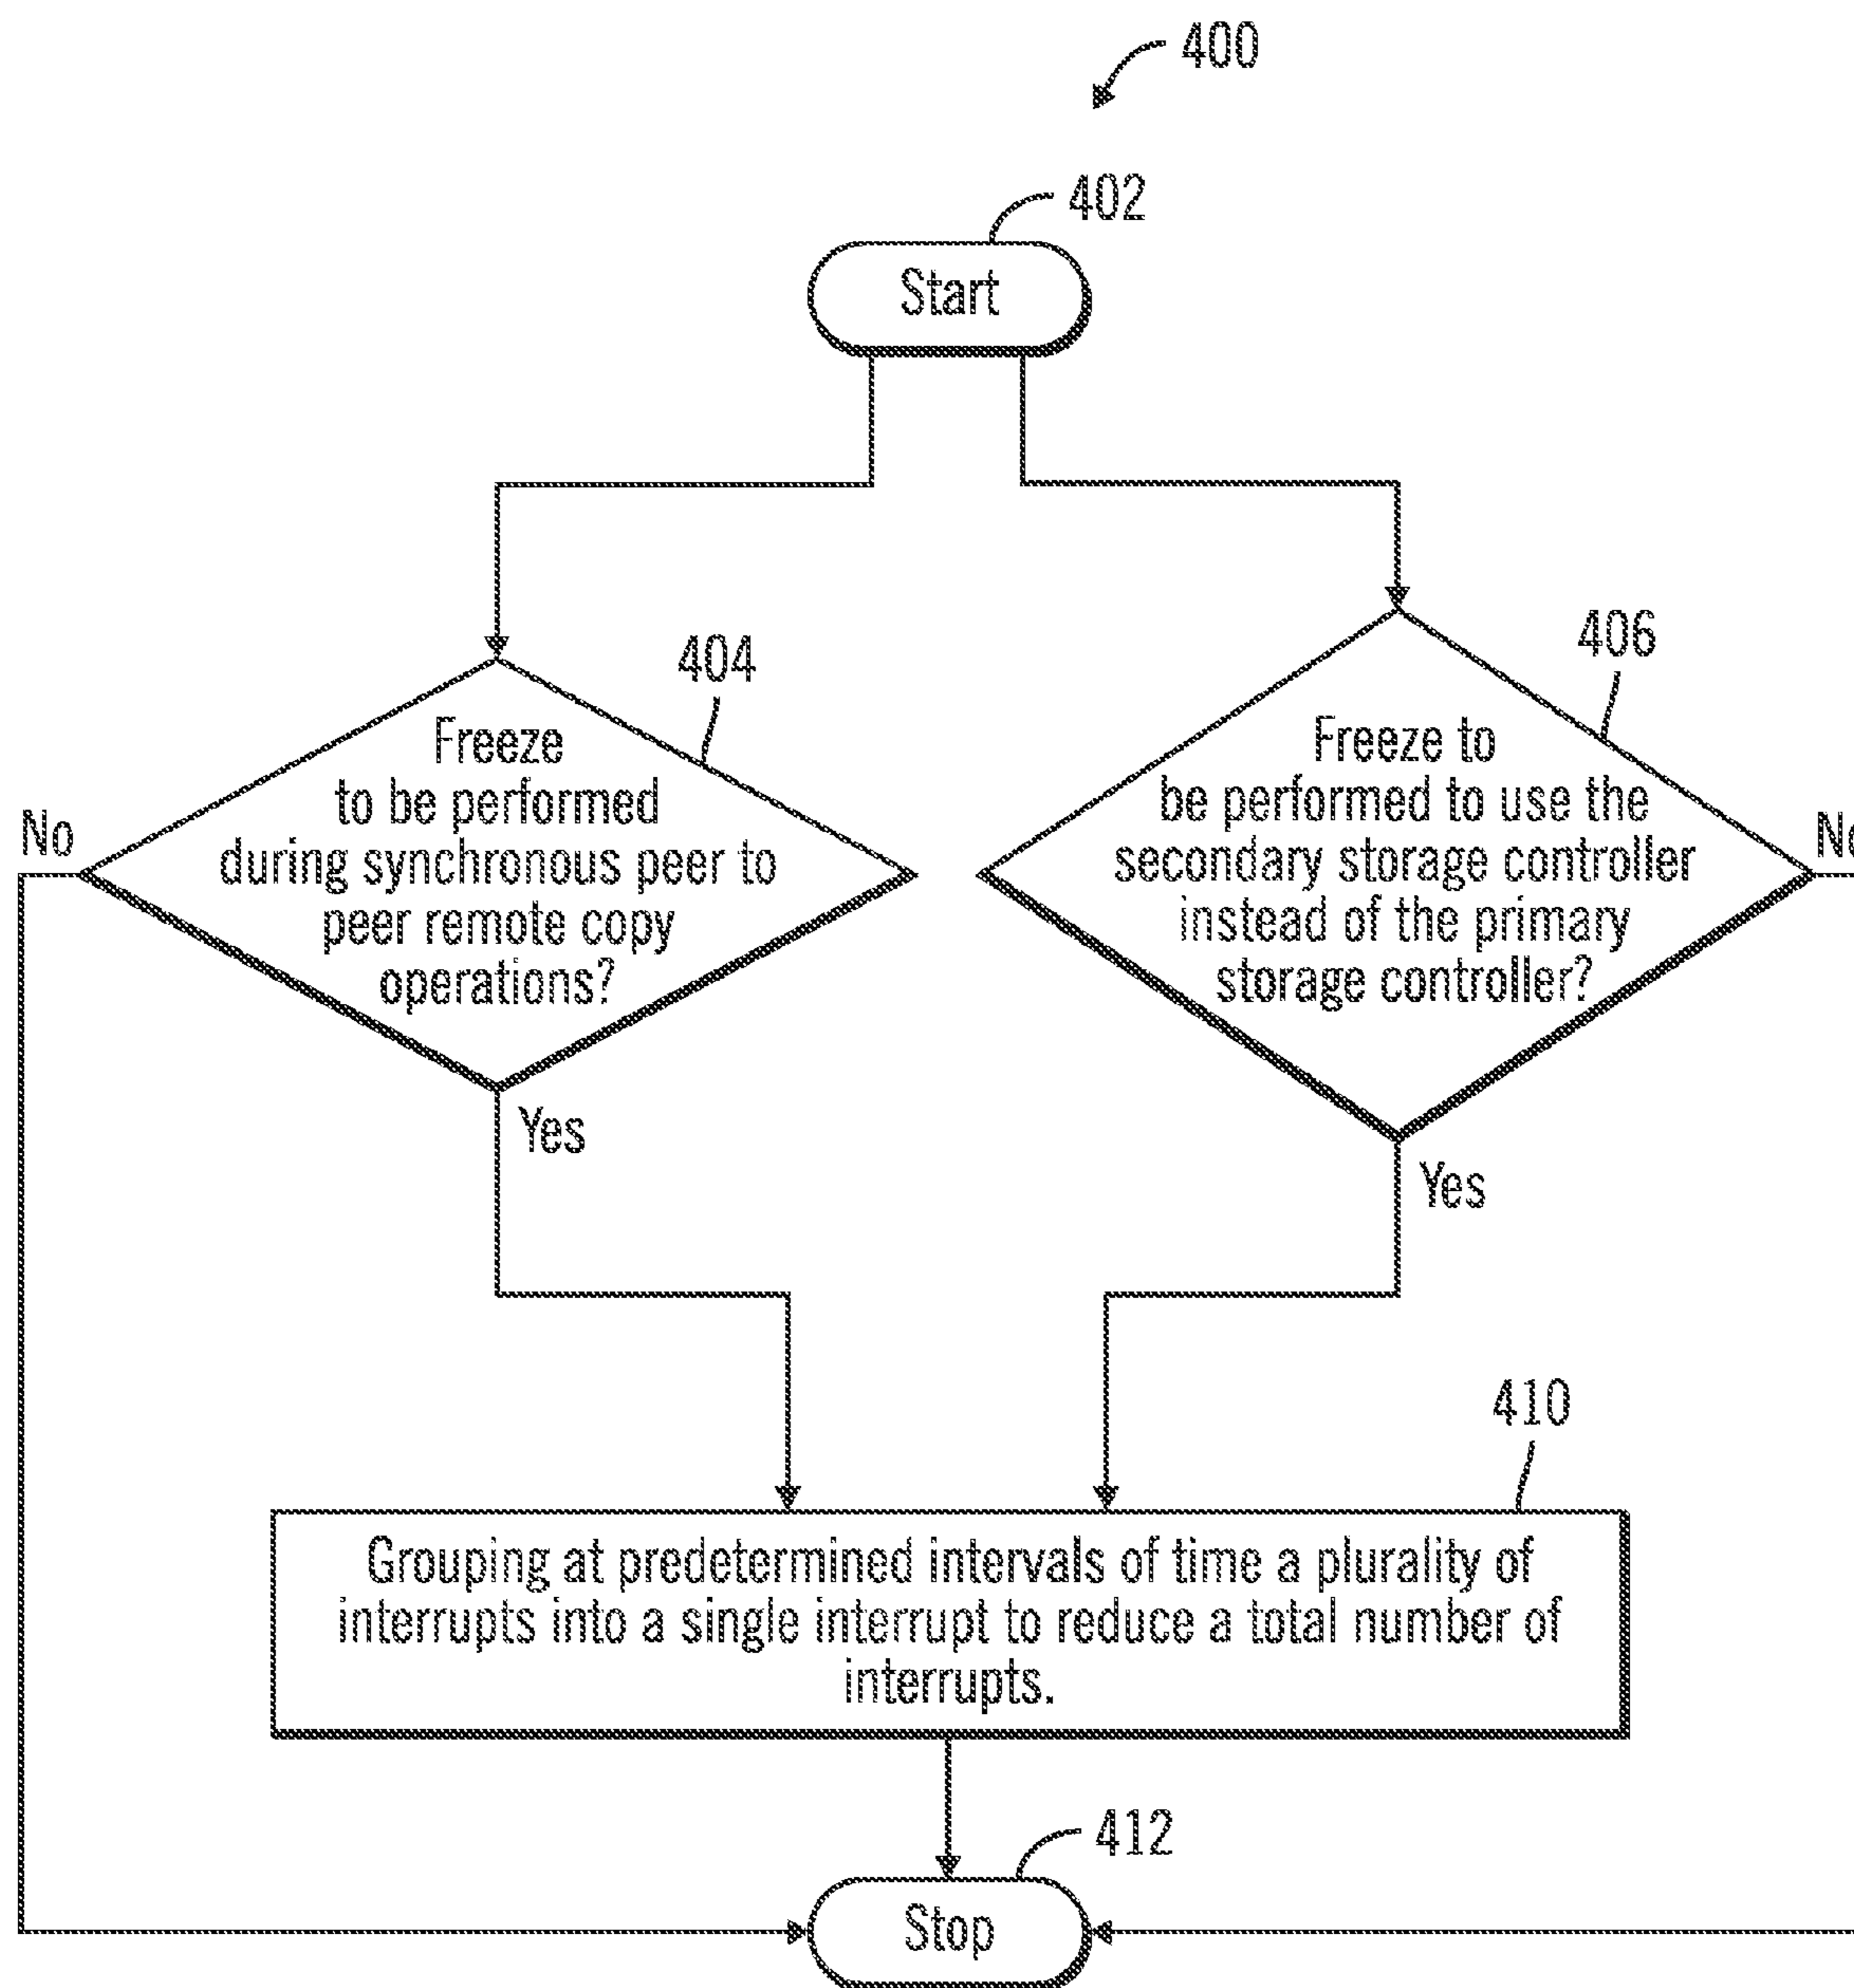 400
402
Start
404
Freeze
to be performed
during synchronous peer to
peer remote copy
operations?
No
Yes
406
Freeze to
be performed to use the
secondary storage controller
instead of the primary
storage controller?
No
Yes
410
Grouping at predetermined intervals of time a plurality of
interrupts into a single interrupt to reduce a total number of
interrupts.
412
Stop